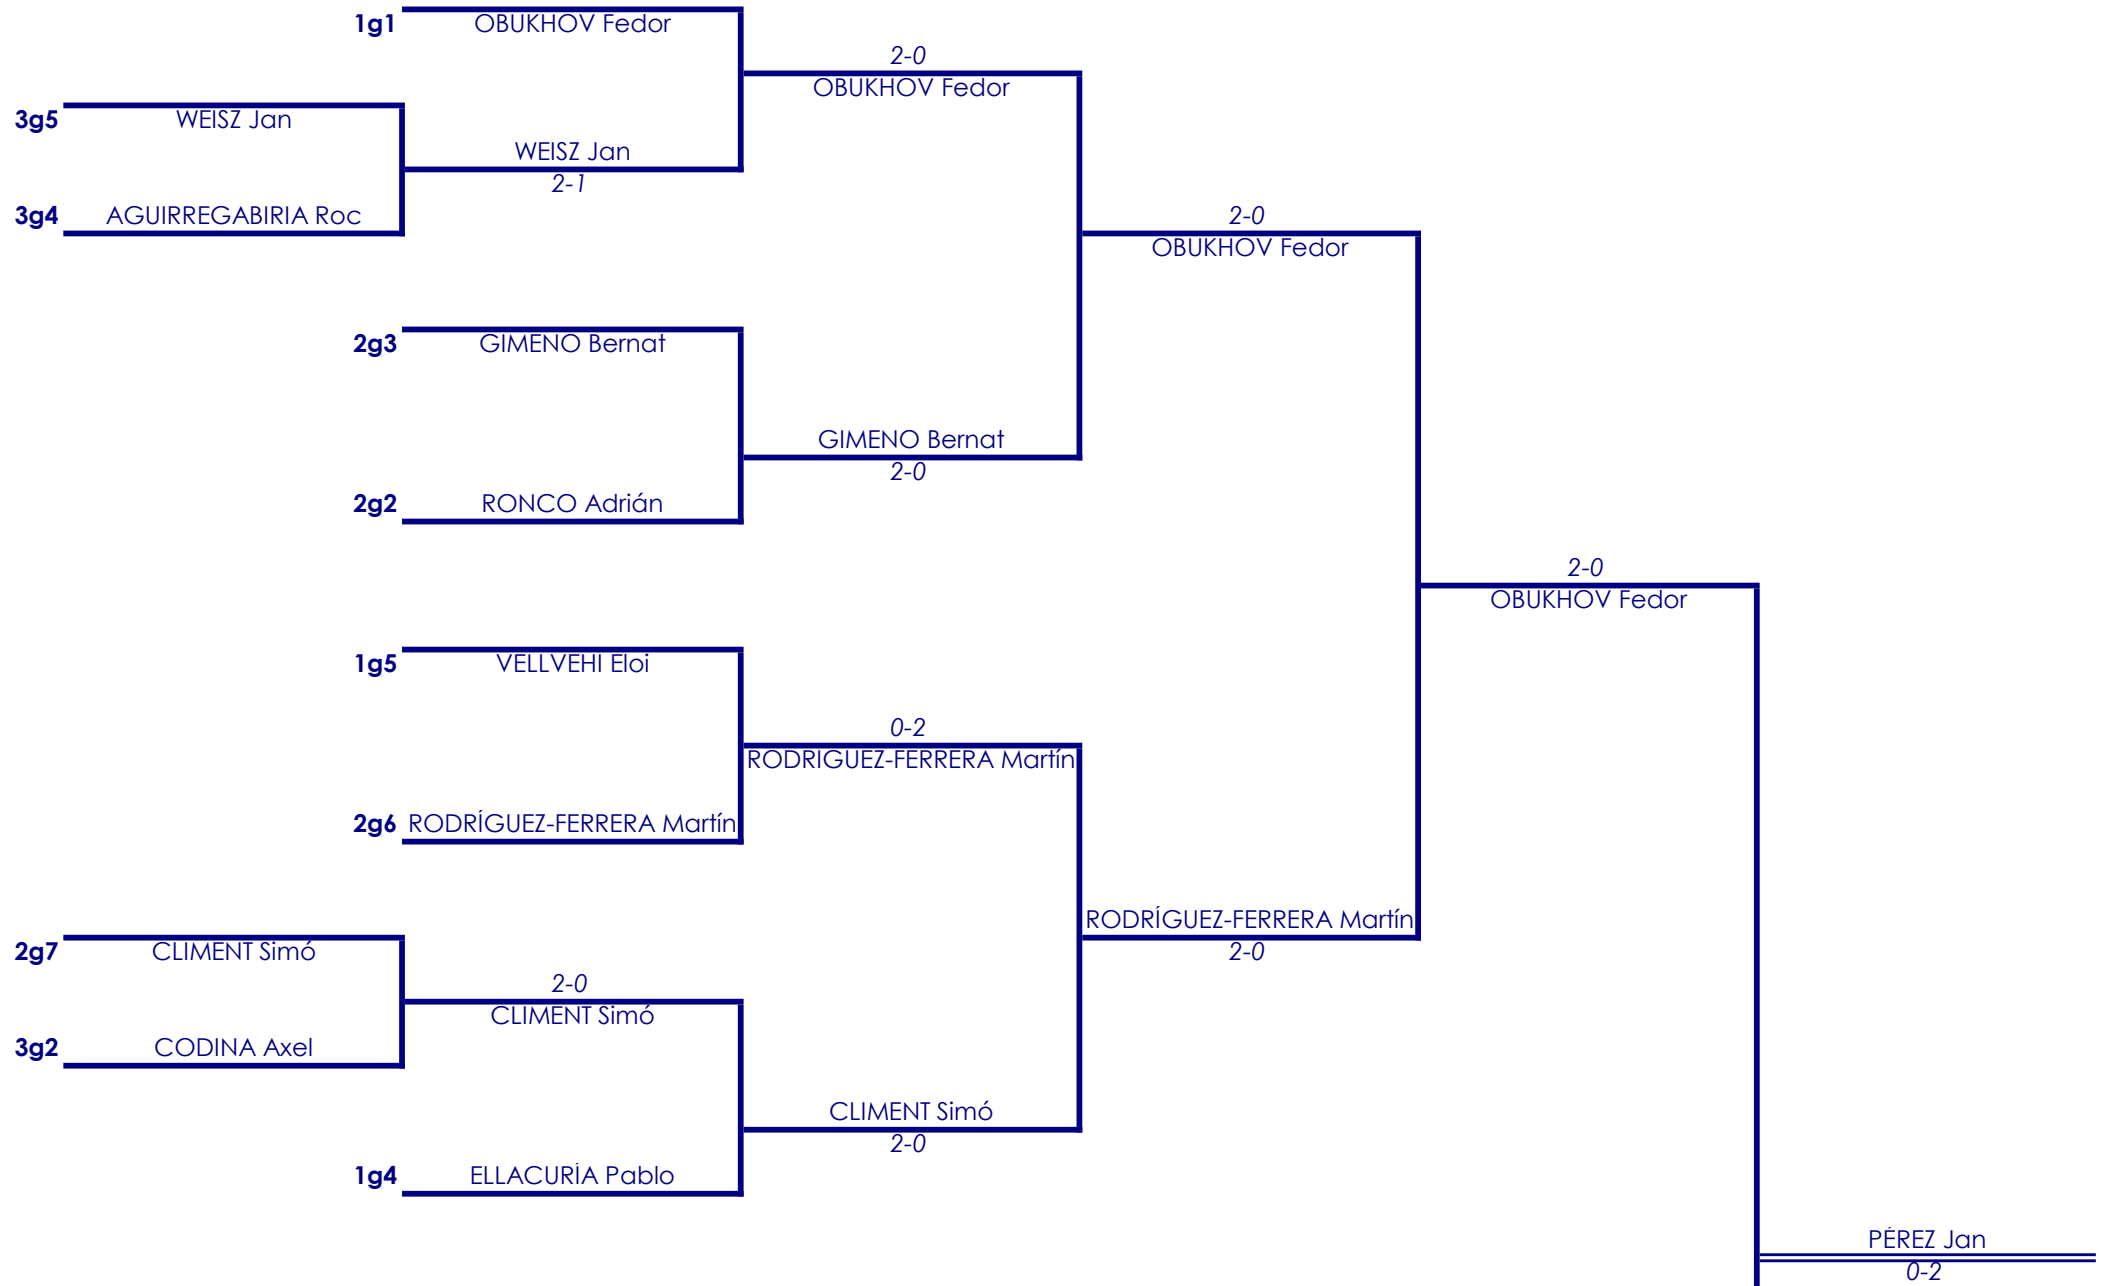 1g1 OBUKHOV Fedor
2-0
OBUKHOV Fedor
3g5 WEISZ Jan
WEISZ Jan
2-1
3g4 AGUIRREGABIRIA Roc
2-0
OBUKHOV Fedor
2g3 GIMENO Bernat
GIMENO Bernat
2-0
2g2 RONCO Adrián
2-0
OBUKHOV Fedor
1g5 VELLVEHI Eloi
0-2
RODRIGUEZ-FERRERA Martín
2g6 RODRÍGUEZ-FERRERA Martín
RODRÍGUEZ-FERRERA Martín
2-0
2g7 CLIMENT Simó
2-0
CLIMENT Simó
3g2 CODINA Axel
CLIMENT Simó
2-0
1g4 ELLACURÍA Pablo
PÉREZ Jan
0-2